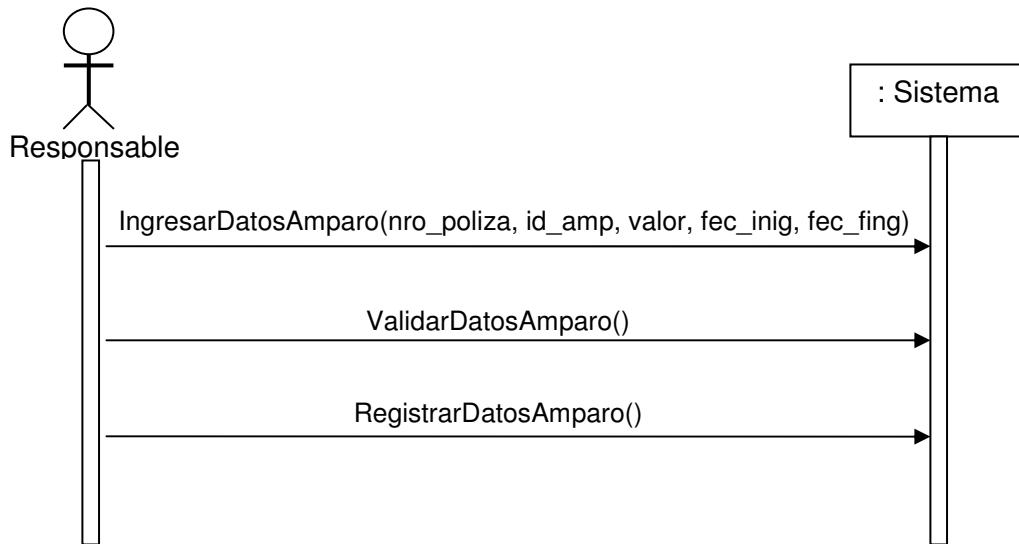 : Sistema
Responsable
IngresarDatosAmparo(nro_poliza, id_amp, valor, fec_inig, fec_fing)
ValidarDatosAmparo()
RegistrarDatosAmparo()